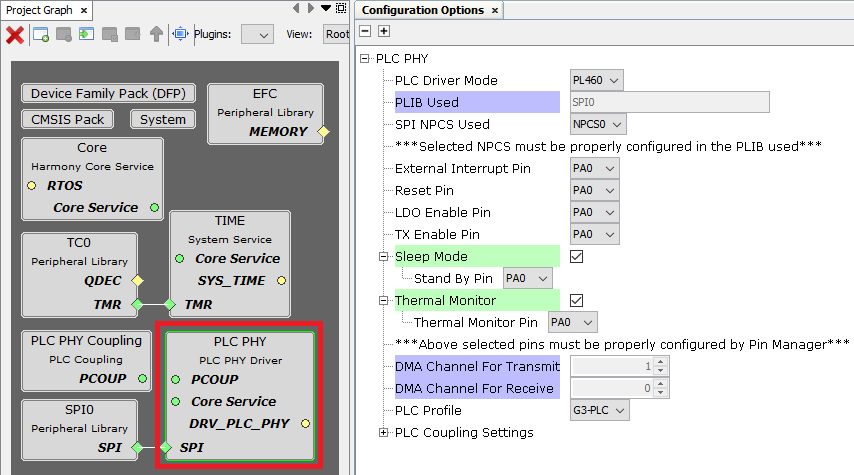 Project Graph ×
Plugins:
View:
Root
Device Family Pack (DFP)
CMSIS Pack
System
EFC
Peripheral Library
MEMORY
Core
Harmony Core Service
RTOS
Core Service
TC0
Peripheral Library
QDEC
TMR
TIME
System Service
Core Service
SYS_TIME
TMR
PLC PHY Coupling
PLC Coupling
PCOUP
SPI0
Peripheral Library
SPI
PLC PHY
PLC PHY Driver
PCOUP
Core Service
DRV_PLC_PHY
SPI
Configuration Options ×
PLC PHY
PLC Driver Mode PL460
PLIB Used SPI0
SPI NPCS Used NPCS0
***Selected NPCS must be properly configured in the PLIB used***
External Interrupt Pin PA0
Reset Pin PA0
LDO Enable Pin PA0
TX Enable Pin PA0
Sleep Mode
Stand By Pin PA0
Thermal Monitor
Thermal Monitor Pin PA0
***Above selected pins must be properly configured by Pin Manager***
DMA Channel For Transmit 1
DMA Channel For Receive 0
PLC Profile G3-PLC
PLC Coupling Settings